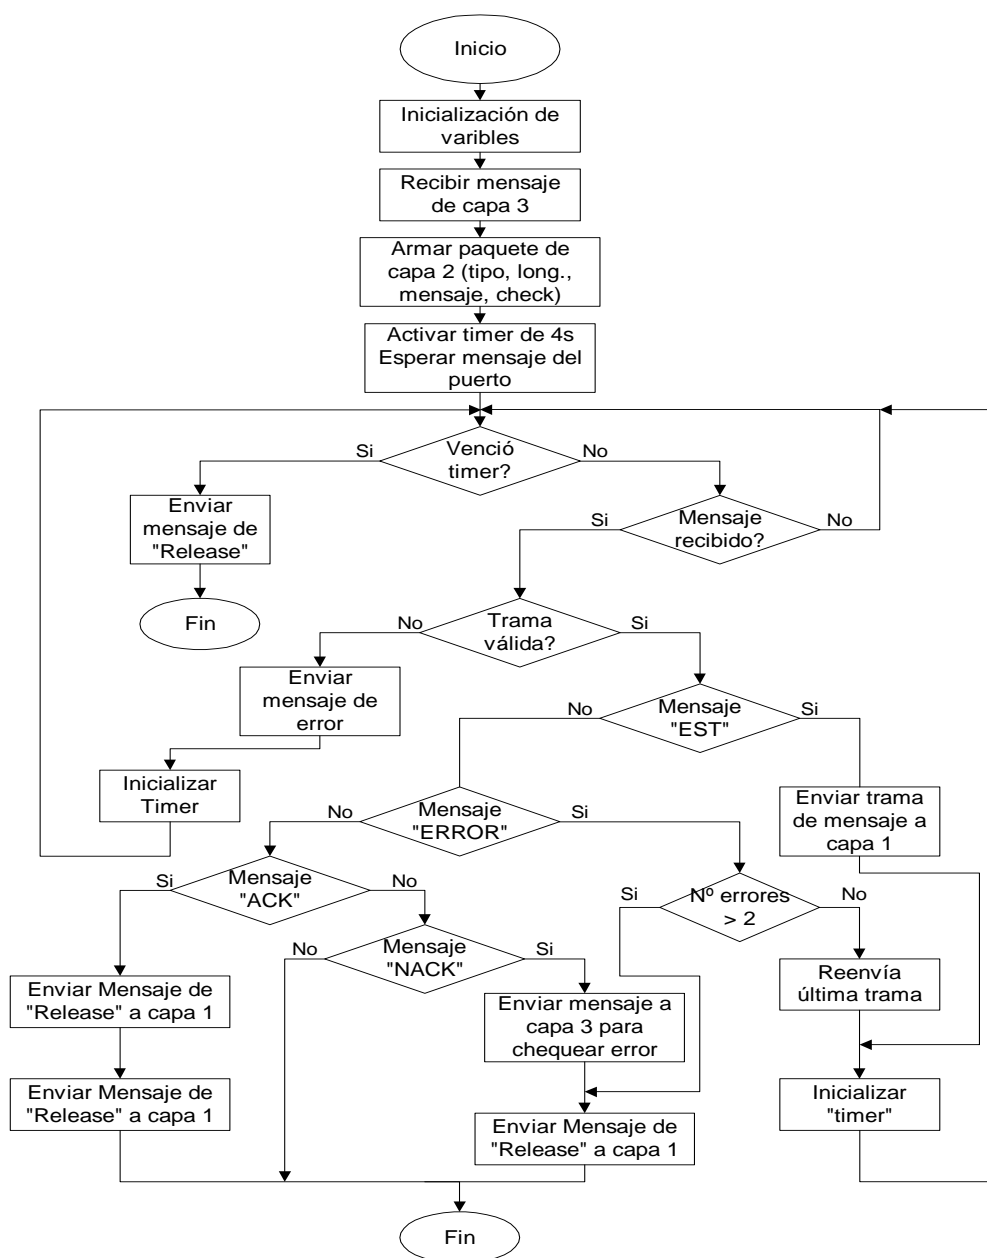 Inicio
Inicialización de
varibles
Recibir mensaje
de capa 3
Armar paquete de
capa 2 (tipo, long.,
mensaje, check)
Activar timer de 4s
Esperar mensaje del
puerto
Venció
timer?
Si
No
Enviar
mensaje de
"Release"
Fin
Mensaje
recibido?
Si
No
Trama
válida?
No
Si
Enviar
mensaje de
error
Inicializar
Timer
Mensaje
"EST"
No
Si
Enviar trama
de mensaje a
capa 1
Mensaje
"ERROR"
No
Si
Mensaje
"ACK"
Si
No
Nº errores
> 2
Si
No
Mensaje
"NACK"
No
Si
Reenvía
última trama
Enviar Mensaje de
"Release" a capa 1
Enviar mensaje a
capa 3 para
chequear error
Enviar Mensaje de
"Release" a capa 1
Inicializar
"timer"
Enviar Mensaje de
"Release" a capa 1
Fin